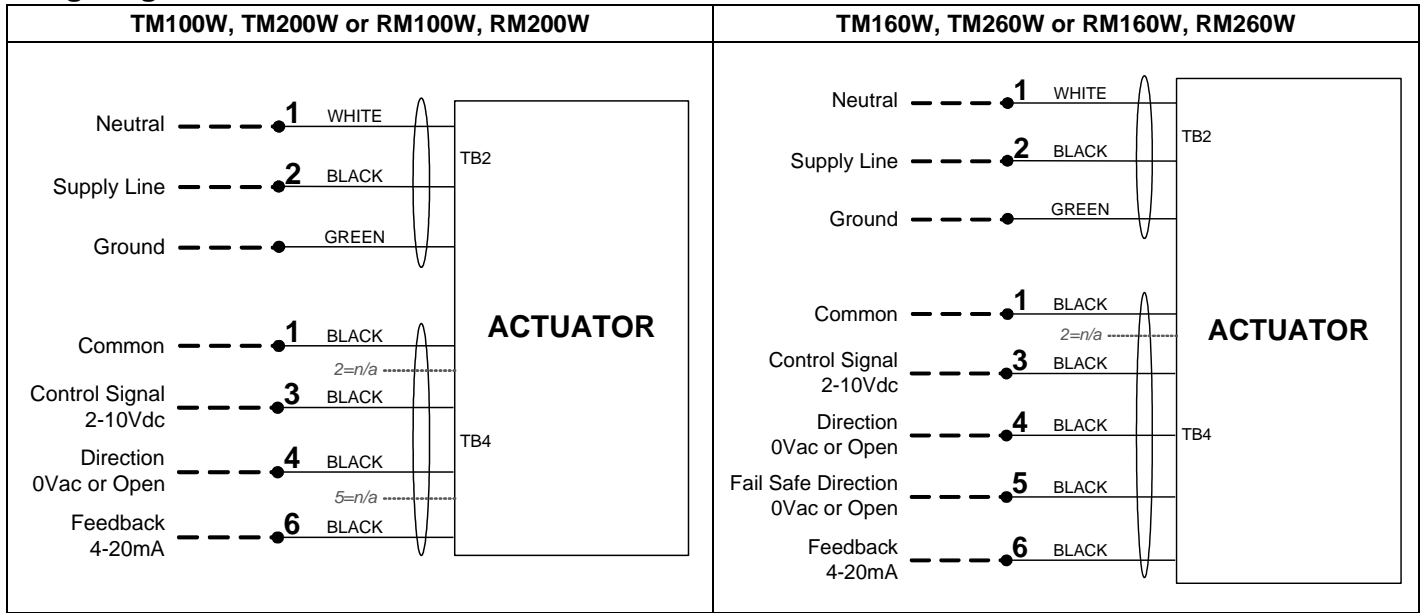 TM100W, TM200W or RM100W, RM200W
Neutral 1 WHITE
TB2
Supply Line 2 BLACK
Ground GREEN
ACTUATOR
Common 1 BLACK
2=n/a
Control Signal 3 BLACK
2-10Vdc
TB4
Direction 4 BLACK
0Vac or Open
5=n/a
Feedback 6 BLACK
4-20mA
TM160W, TM260W or RM160W, RM260W
Neutral 1 WHITE
TB2
Supply Line 2 BLACK
Ground GREEN
Common 1 BLACK
ACTUATOR
2=n/a
Control Signal 3 BLACK
2-10Vdc
Direction 4 BLACK
TB4
0Vac or Open
Fail Safe Direction 5 BLACK
0Vac or Open
Feedback 6 BLACK
4-20mA